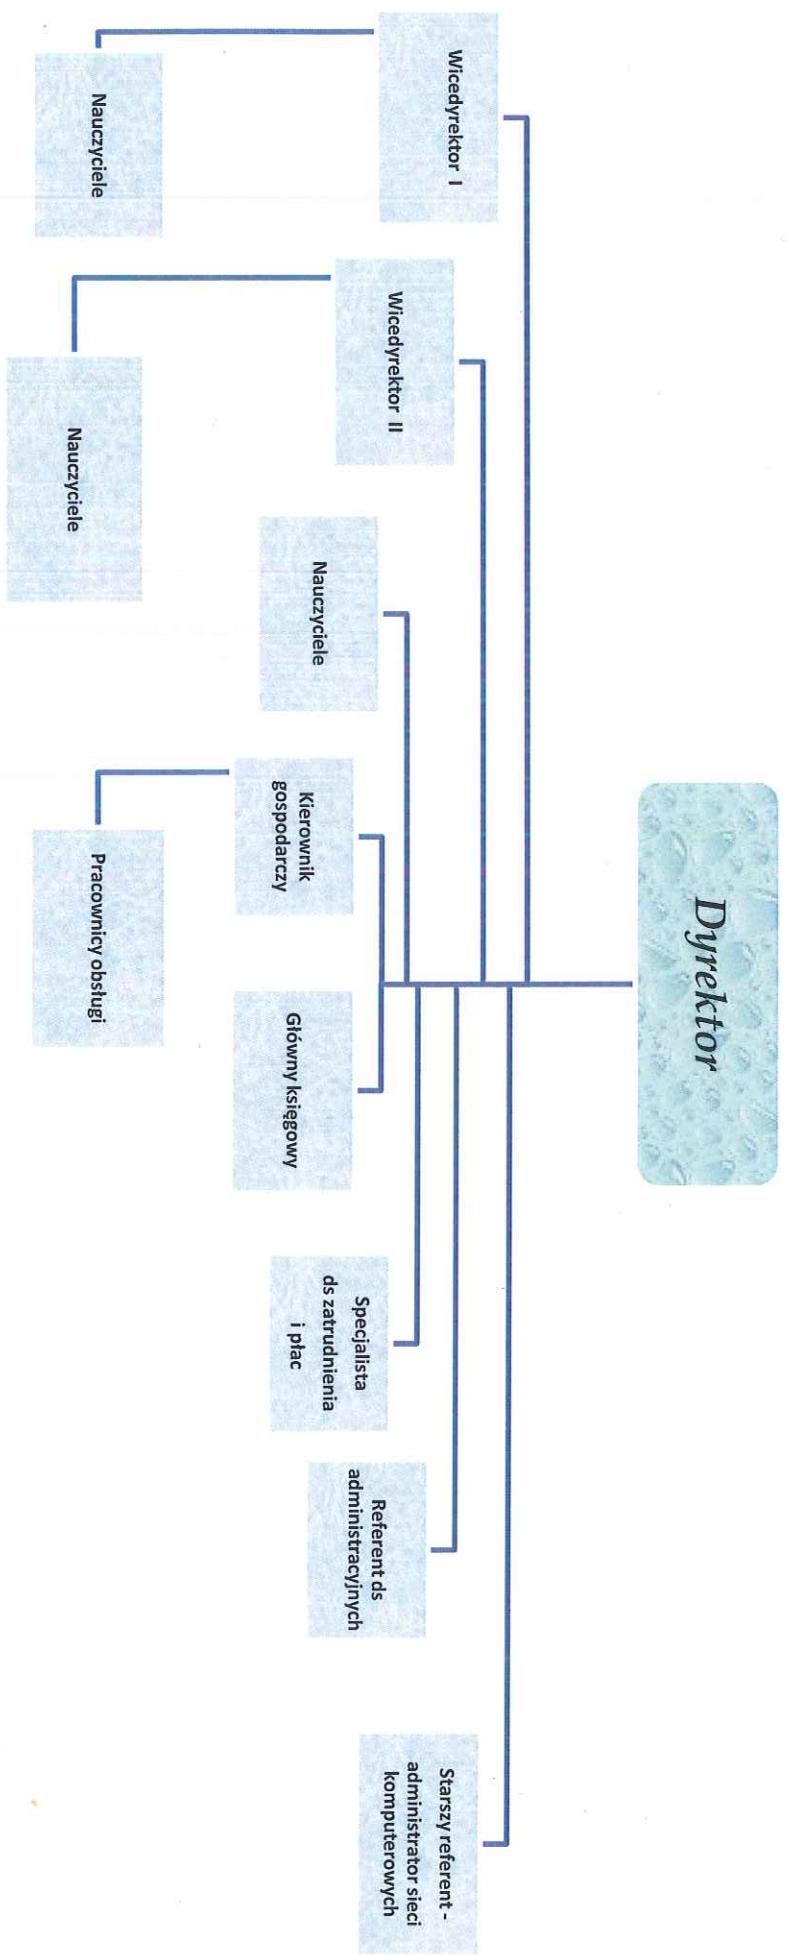 Dyrektor
Wicedyrektor I
Wicedyrektor II
Nauczyciele
Kierownik
gospodarczy
Główny księgowy
Specjalista
ds zatrudnienia
i płac
Referent ds
administracyjnych
Starszy referent -
administrator sieci
komputerowych
Nauczyciele
Nauczyciele
Pracownicy obsługi